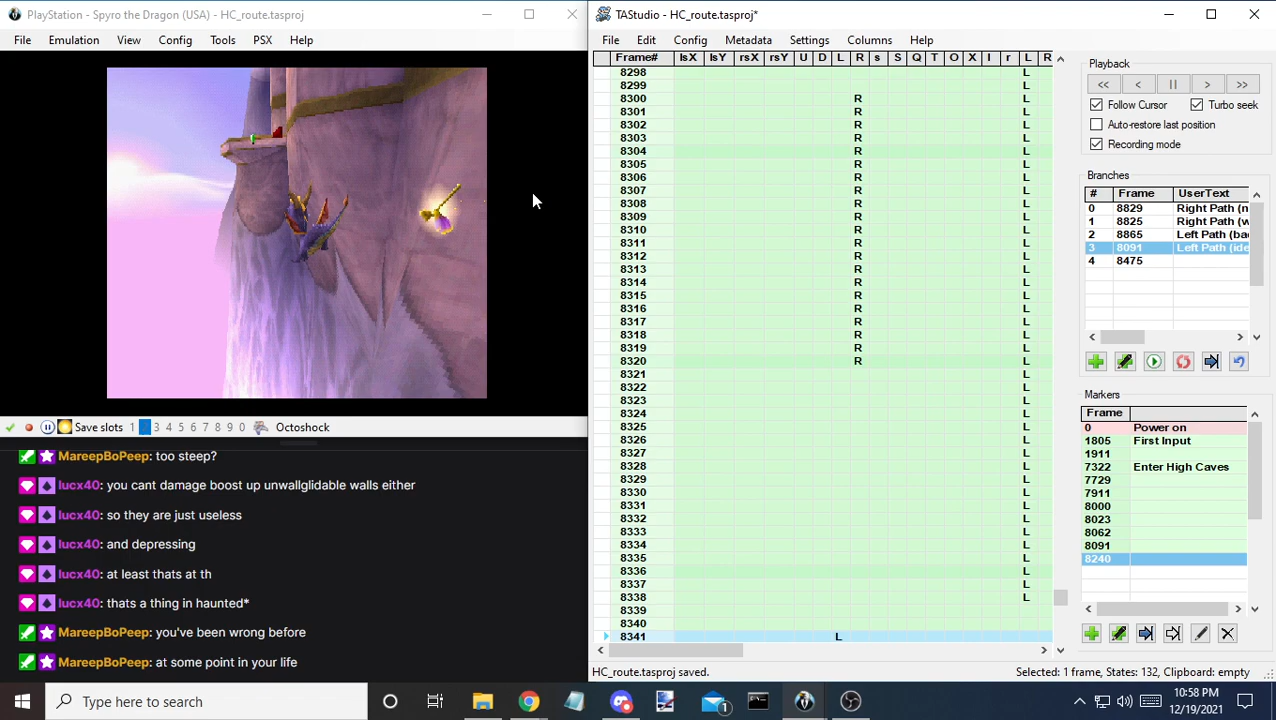 PlayStation - Spyro the Dragon (USA) - HC_route.tasproj
File Emulation View Config Tools PSX Help
Save slots 1 2 3 4 5 6 7 8 9 0 Octoshock
MareepBoPeep: too steep?
lucx40: you cant damage boost up unwallglidable walls either
lucx40: so they are just useless
lucx40: and depressing
lucx40: at least thats at th
lucx40: thats a thing in haunted*
MareepBoPeep: you've been wrong before
MareepBoPeep: at some point in your life
TAStudio - HC_route.tasproj*
File Edit Config Metadata Settings Columns Help
Frame# lsX lsY rsX rsY U D L R s S Q T O X l r L R
8298 L
8299 L
8300 R L
8301 R L
8302 R L
8303 R L
8304 R L
8305 R L
8306 R L
8307 R L
8308 R L
8309 R L
8310 R L
8311 R L
8312 R L
8313 R L
8314 R L
8315 R L
8316 R L
8317 R L
8318 R L
8319 R L
8320 R L
8321 L
8322 L
8323 L
8324 L
8325 L
8326 L
8327 L
8328 L
8329 L
8330 L
8331 L
8332 L
8333 L
8334 L
8335 L
8336 L
8337 L
8338 L
8339
8340
8341 L
HC_route.tasproj saved.
Selected: 1 frame, States: 132, Clipboard: empty
Playback
<< < || > >>
Follow Cursor Turbo seek
Auto-restore last position
Recording mode
Branches
# Frame UserText
0 8829 Right Path (n
1 8825 Right Path (w
2 8865 Left Path (ba
3 8091 Left Path (ide
4 8475
Markers
Frame
0 Power on
1805 First Input
1911
7322 Enter High Caves
7729
7911
8000
8023
8062
8091
8240
Type here to search
1
10:58 PM
12/19/2021